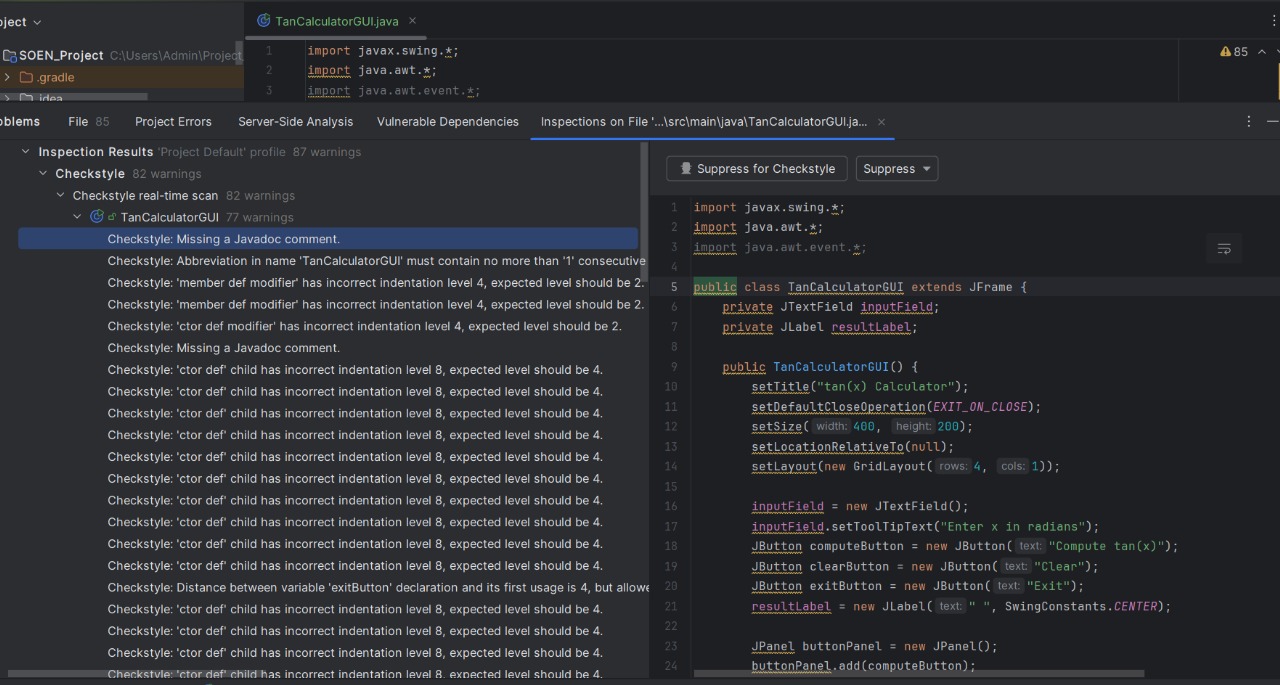 oject
TanCalculatorGUI.java
SOEN_Project C:\Users\Admin\Project
.gradle
.idea
1 import javax.swing.*;
2 import java.awt.*;
3 import java.awt.event.*;
85
oblems File 85 Project Errors Server-Side Analysis Vulnerable Dependencies Inspections on File '...\src\main\java\TanCalculatorGUI.ja...
Inspection Results 'Project Default' profile 87 warnings
Checkstyle 82 warnings
Checkstyle real-time scan 82 warnings
TanCalculatorGUI 77 warnings
Checkstyle: Missing a Javadoc comment.
Checkstyle: Abbreviation in name 'TanCalculatorGUI' must contain no more than '1' consecutive
Checkstyle: 'member def modifier' has incorrect indentation level 4, expected level should be 2.
Checkstyle: 'member def modifier' has incorrect indentation level 4, expected level should be 2.
Checkstyle: 'ctor def modifier' has incorrect indentation level 4, expected level should be 2.
Checkstyle: Missing a Javadoc comment.
Checkstyle: 'ctor def' child has incorrect indentation level 8, expected level should be 4.
Checkstyle: 'ctor def' child has incorrect indentation level 8, expected level should be 4.
Checkstyle: 'ctor def' child has incorrect indentation level 8, expected level should be 4.
Checkstyle: 'ctor def' child has incorrect indentation level 8, expected level should be 4.
Checkstyle: 'ctor def' child has incorrect indentation level 8, expected level should be 4.
Checkstyle: 'ctor def' child has incorrect indentation level 8, expected level should be 4.
Checkstyle: 'ctor def' child has incorrect indentation level 8, expected level should be 4.
Checkstyle: 'ctor def' child has incorrect indentation level 8, expected level should be 4.
Checkstyle: 'ctor def' child has incorrect indentation level 8, expected level should be 4.
Checkstyle: 'ctor def' child has incorrect indentation level 8, expected level should be 4.
Checkstyle: Distance between variable 'exitButton' declaration and its first usage is 4, but allowe
Checkstyle: 'ctor def' child has incorrect indentation level 8, expected level should be 4.
Checkstyle: 'ctor def' child has incorrect indentation level 8, expected level should be 4.
Checkstyle: 'ctor def' child has incorrect indentation level 8, expected level should be 4.
Checkstyle: 'ctor def' child has incorrect indentation level 8, expected level should be 4.
Suppress for Checkstyle Suppress
1 import javax.swing.*;
2 import java.awt.*;
3 import java.awt.event.*;
4
5 public class TanCalculatorGUI extends JFrame {
6 private JTextField inputField;
7 private JLabel resultLabel;
8
9 public TanCalculatorGUI() {
10 setTitle("tan(x) Calculator");
11 setDefaultCloseOperation(EXIT_ON_CLOSE);
12 setSize( width: 400, height: 200);
13 setLocationRelativeTo(null);
14 setLayout(new GridLayout( rows: 4, cols: 1));
15
16 inputField = new JTextField();
17 inputField.setToolTipText("Enter x in radians");
18 JButton computeButton = new JButton( text: "Compute tan(x)");
19 JButton clearButton = new JButton( text: "Clear");
20 JButton exitButton = new JButton( text: "Exit");
21 resultLabel = new JLabel( text: " ", SwingConstants.CENTER);
22
23 JPanel buttonPanel = new JPanel();
24 buttonPanel.add(computeButton);